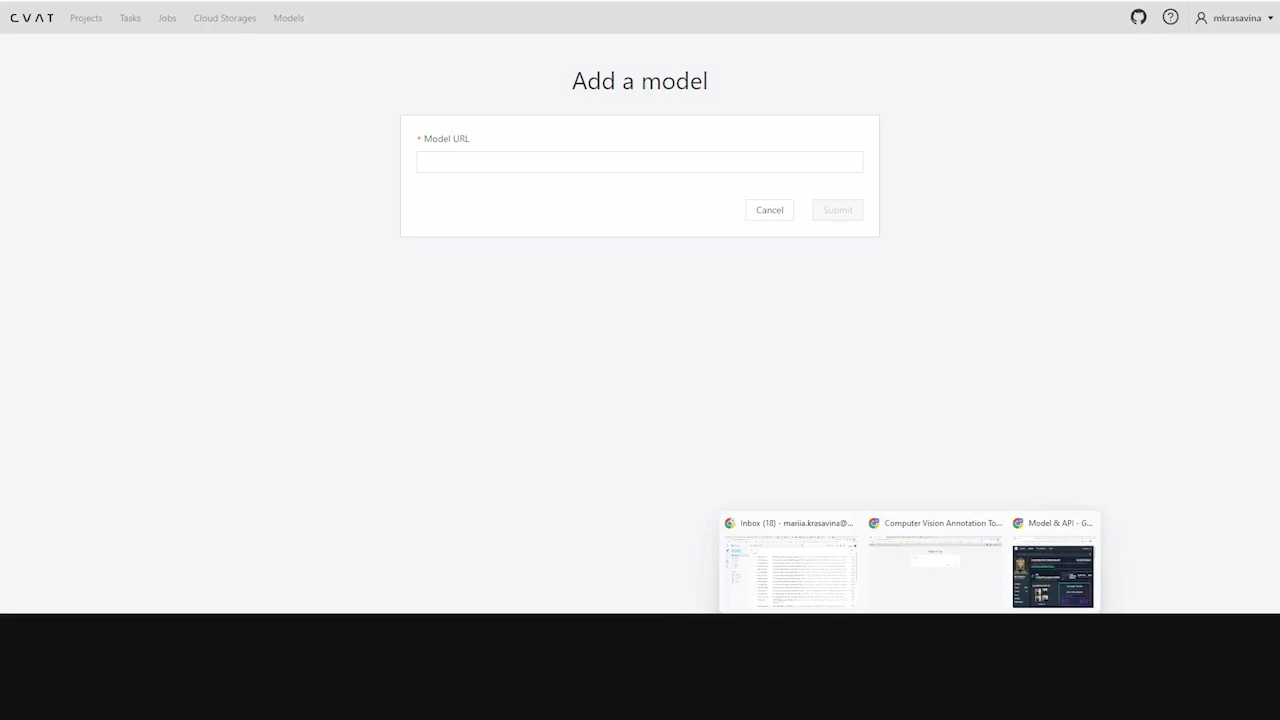 CVAT Projects Tasks Jobs Cloud Storages Models mkrasavina
Add a model
* Model URL
Cancel Submit
Inbox (18) - mariia.krasavina@... Computer Vision Annotation To... Model & API - G...